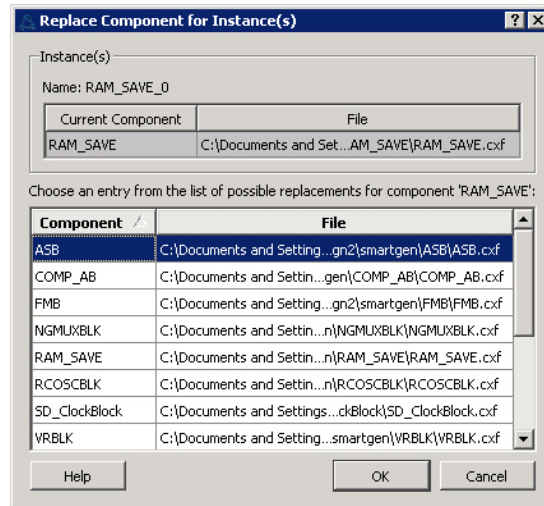 Replace Component for Instance(s)
Instance(s)
Name: RAM_SAVE_0
Current Component File
RAM_SAVE C:\Documents and Set...AM_SAVE\RAM_SAVE.cxf
Choose an entry from the list of possible replacements for component 'RAM_SAVE':
Component File
ASB C:\Documents and Setting...gn2\smartgen\ASB\ASB.cxf
COMP_AB C:\Documents and Settin...gen\COMP_AB\COMP_AB.cxf
FMB C:\Documents and Setting...gn2\smartgen\FMB\FMB.cxf
NGMUXBLK C:\Documents and Settin...n\NGMUXBLK\NGMUXBLK.cxf
RAM_SAVE C:\Documents and Settin...n\RAM_SAVE\RAM_SAVE.cxf
RCOSCBLK C:\Documents and Settin...n\RCOSCBLK\RCOSCBLK.cxf
SD_ClockBlock C:\Documents and Settings...ckBlock\SD_ClockBlock.cxf
VRBLK C:\Documents and Setting...smartgen\VRBLK\VRBLK.cxf
Help OK Cancel